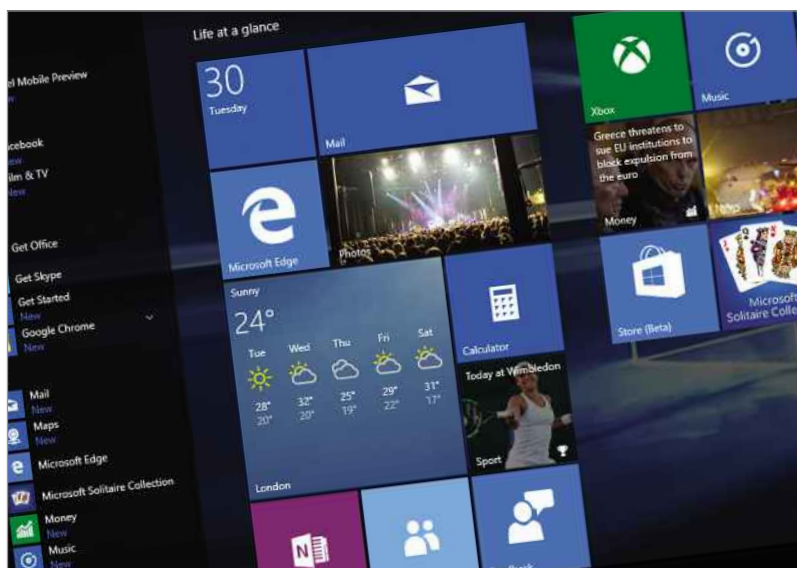 Life at a glance
el Mobile Preview
acebook
New
Film & TV
New
Get Office
Get Skype
Get Started
New
Google Chrome
Mail
New
Maps
New
Microsoft Edge
Microsoft Solitaire Collection
Money
New
Music
New
30
Tuesday
Mail
Microsoft Edge
Photos
Sunny
24°
Tue Wed Thu Fri Sat
28° 32° 25° 29° 31°
20° 20° 19° 22° 17°
London
Calculator
Today at Wimbledon
Sport
N
Xbox
Music
Greece threatens to
sue EU institutions to
block expulsion from
the euro
Money
Store (Beta)
Microsoft
Solitaire Colle